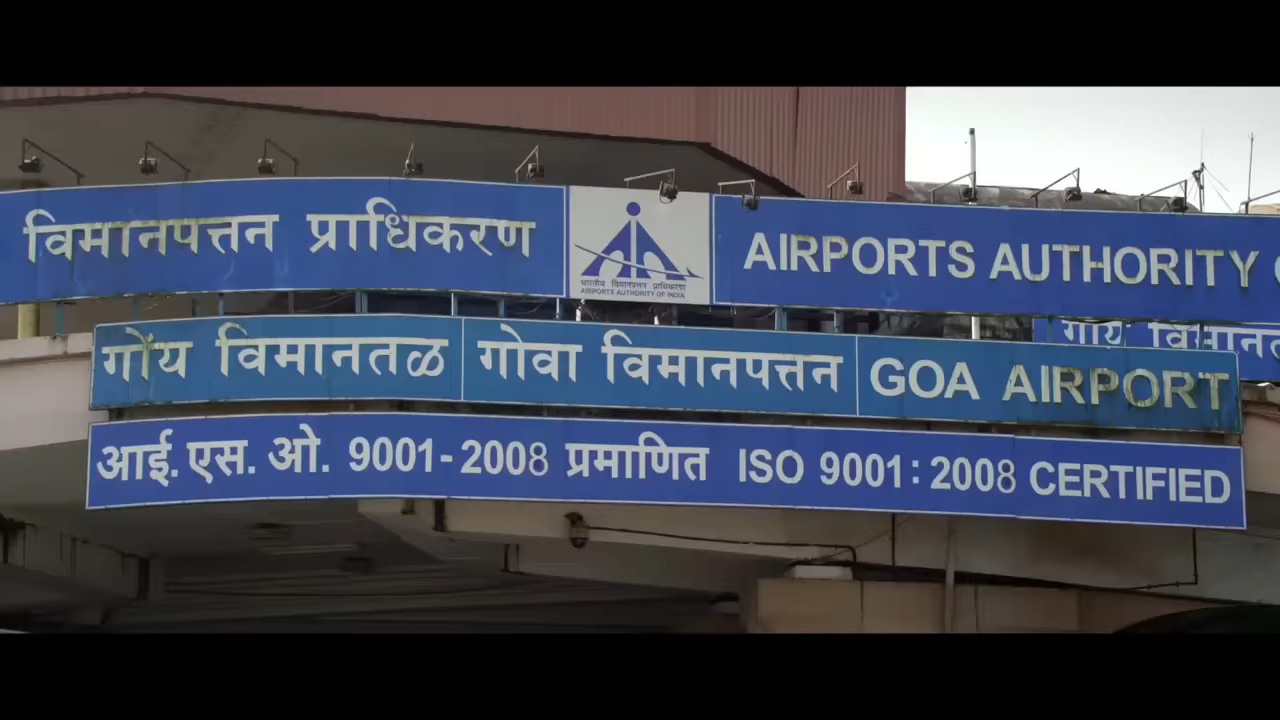 विमानपत्तन प्राधिकरण
भारतीय विमानपत्तन प्राधिकरण
AIRPORTS AUTHORITY OF INDIA
AIRPORTS AUTHORITY
गोंय विमानतळ गोवा विमानपत्तन GOA AIRPORT
गोंय
आई. एस. ओ. 9001-2008 प्रमाणित ISO 9001:2008 CERTIFIED